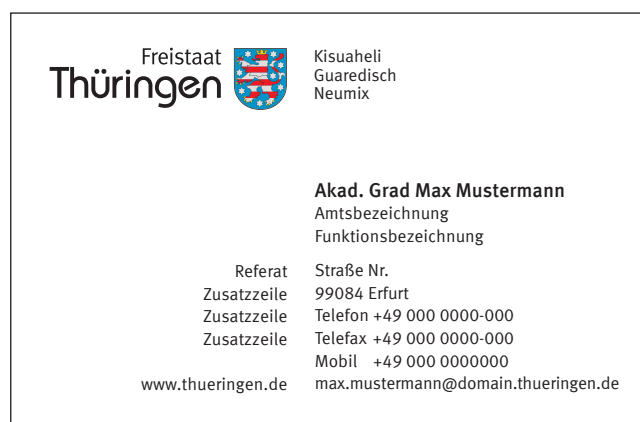 Freistaat
Thüringen
Kisuaheli
Guaredisch
Neumix
Akad. Grad Max Mustermann
Amtsbezeichnung
Funktionsbezeichnung
Referat Straße Nr.
Zusatzzeile 99084 Erfurt
Zusatzzeile Telefon +49 000 0000-000
Zusatzzeile Telefax +49 000 0000-000
Mobil +49 000 0000000
www.thueringen.de max.mustermann@domain.thueringen.de